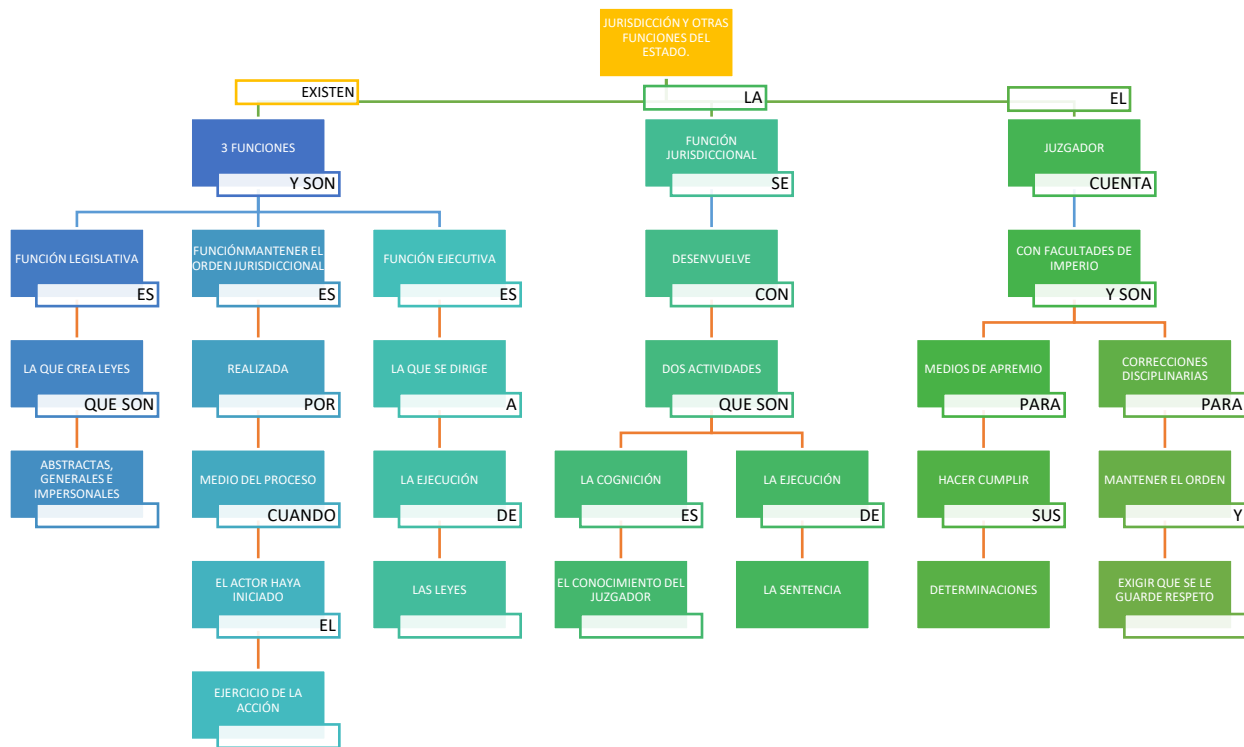 JURISDICCIÓN Y OTRAS
FUNCIONES DEL
ESTADO.
EXISTEN
LA
EL
3 FUNCIONES
Y SON
FUNCIÓN
JURISDICCIONAL
SE
JUZGADOR
CUENTA
FUNCIÓN LEGISLATIVA
ES
FUNCIÓNMANTENER EL
ORDEN JURISDICCIONAL
ES
FUNCIÓN EJECUTIVA
ES
DESENVUELVE
CON
CON FACULTADES DE
IMPERIO
Y SON
LA QUE CREA LEYES
QUE SON
REALIZADA
POR
LA QUE SE DIRIGE
A
DOS ACTIVIDADES
QUE SON
MEDIOS DE APREMIO
PARA
CORRECCIONES
DISCIPLINARIAS
PARA
ABSTRACTAS,
GENERALES E
IMPERSONALES
MEDIO DEL PROCESO
CUANDO
LA EJECUCIÓN
DE
LA COGNICIÓN
ES
LA EJECUCIÓN
DE
HACER CUMPLIR
SUS
MANTENER EL ORDEN
Y
EL ACTOR HAYA
INICIADO
EL
LAS LEYES
EL CONOCIMIENTO DEL
JUZGADOR
LA SENTENCIA
DETERMINACIONES
EXIGIR QUE SE LE
GUARDE RESPETO
EJERCICIO DE LA
ACCIÓN